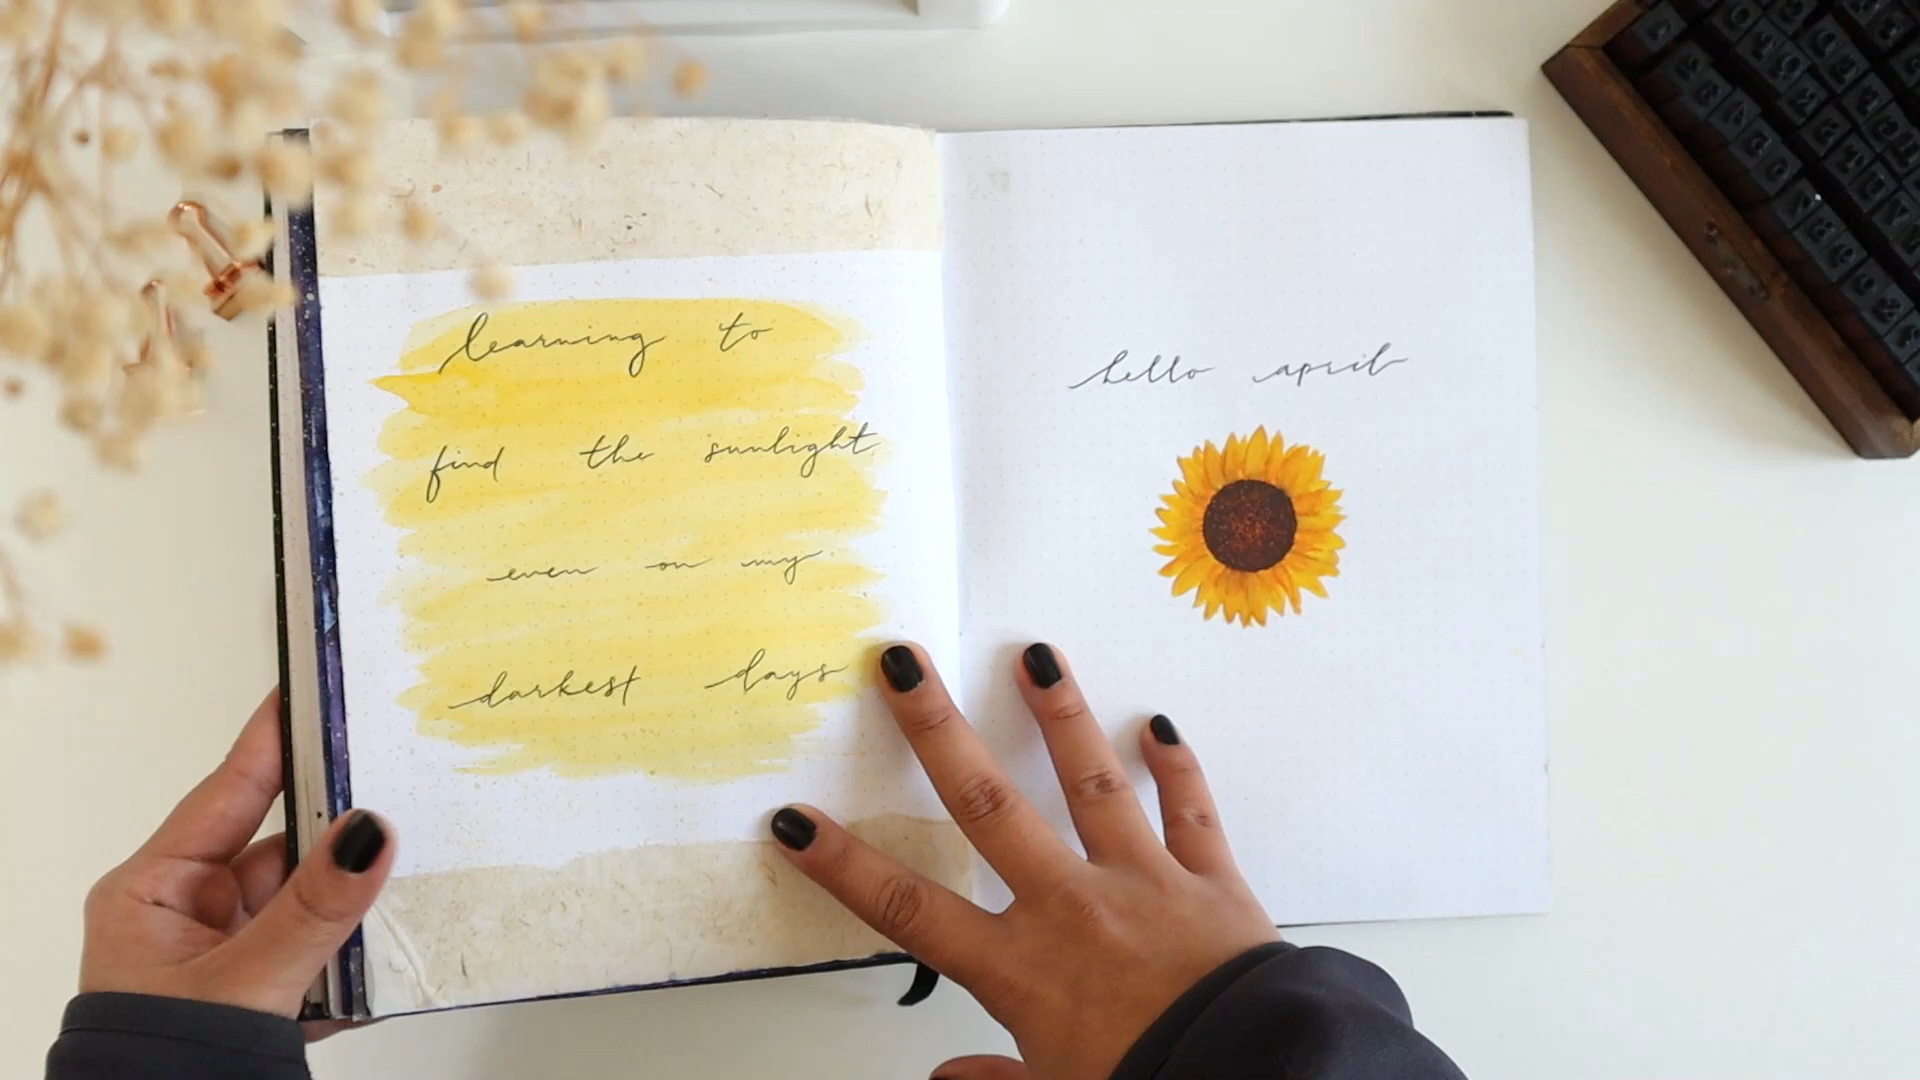 learning to
find the sunlight
even on my
darkest days
hello april